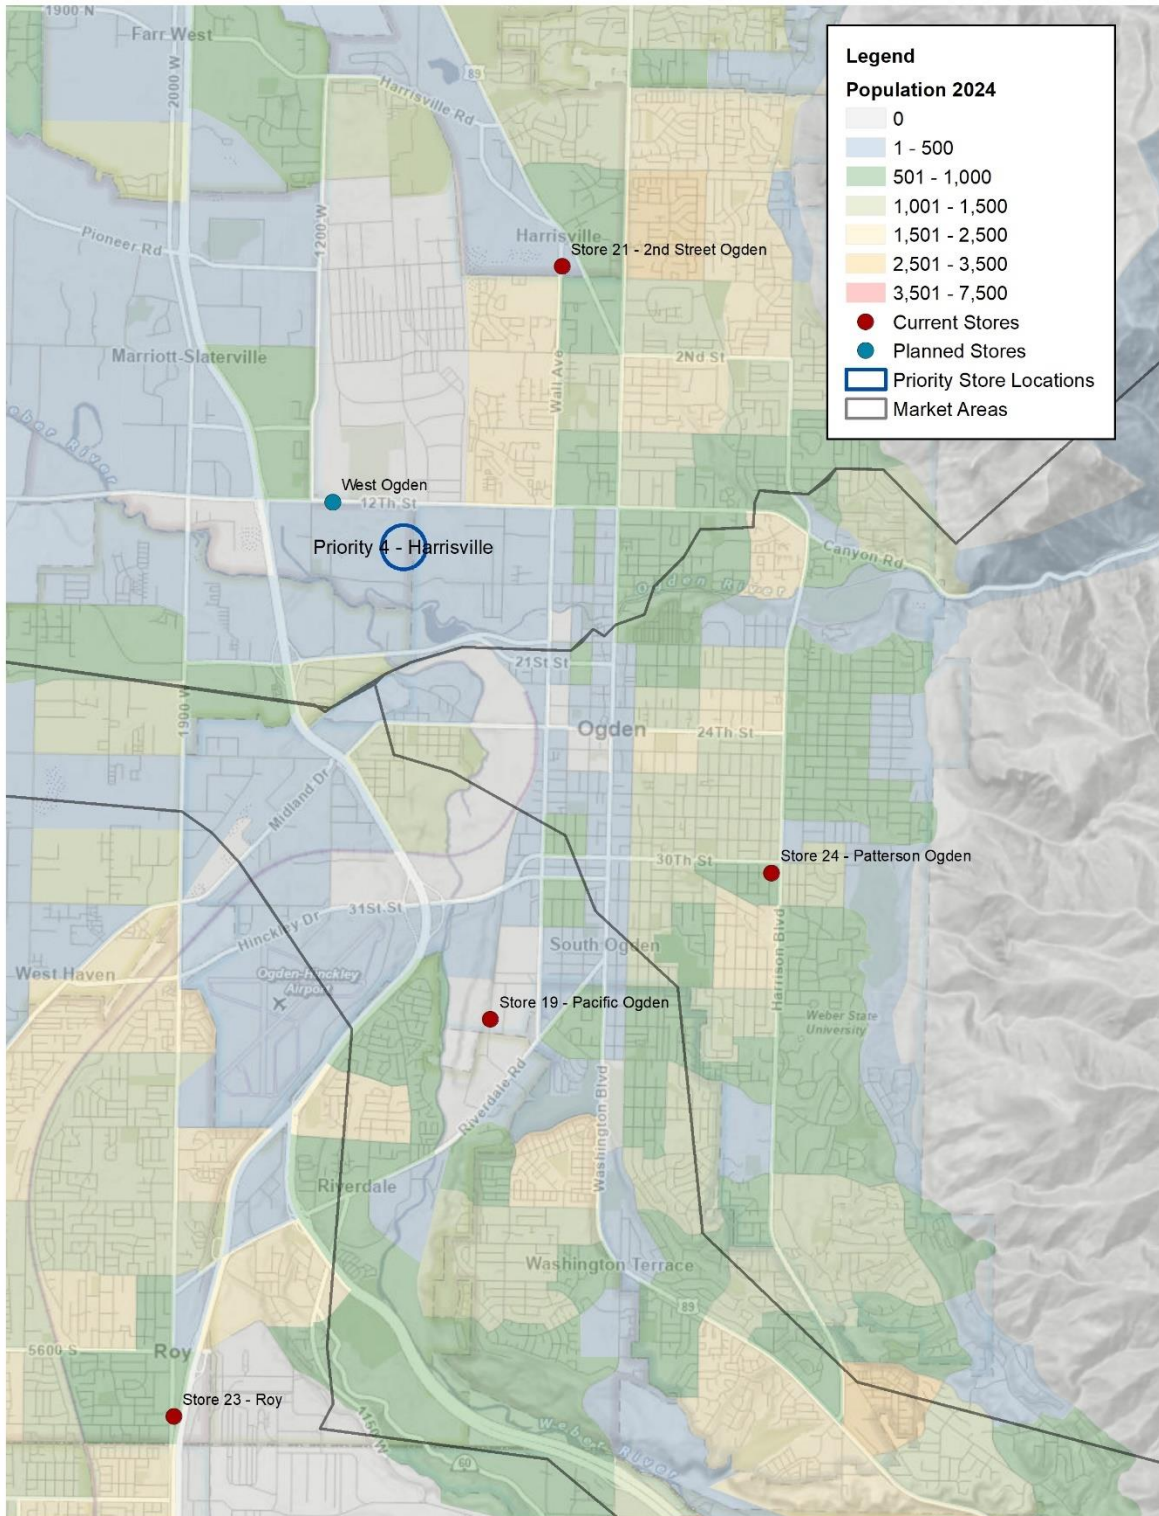 1900 N
Farr West
2000 W
89
Harrisville Rd
Legend
Population 2024
0
1 - 500
501 - 1,000
1,001 - 1,500
1,501 - 2,500
2,501 - 3,500
3,501 - 7,500
Current Stores
Planned Stores
Priority Store Locations
Market Areas
Pioneer Rd
1200 W
Harrisville
Store 21 - 2nd Street Ogden
Marriott-Slaterville
2Nd St
Wall Ave
eber River
West Ogden
12Th St
Priority 4 - Harrisville
Canyon Rd
Ogden River
21St St
1900 W
Ogden
24Th St
Midland Dr
30Th St
Store 24 - Patterson Ogden
31St St
Hinckley Dr
South Ogden
Harrison Blvd
West Haven
Ogden-Hinckley
Airport
Store 19 - Pacific Ogden
Weber State
University
Riverdale Rd
Washington Blvd
Riverdale
Washington Terrace
89
5600 S
Roy
Store 23 - Roy
1150 W
Weber River
60